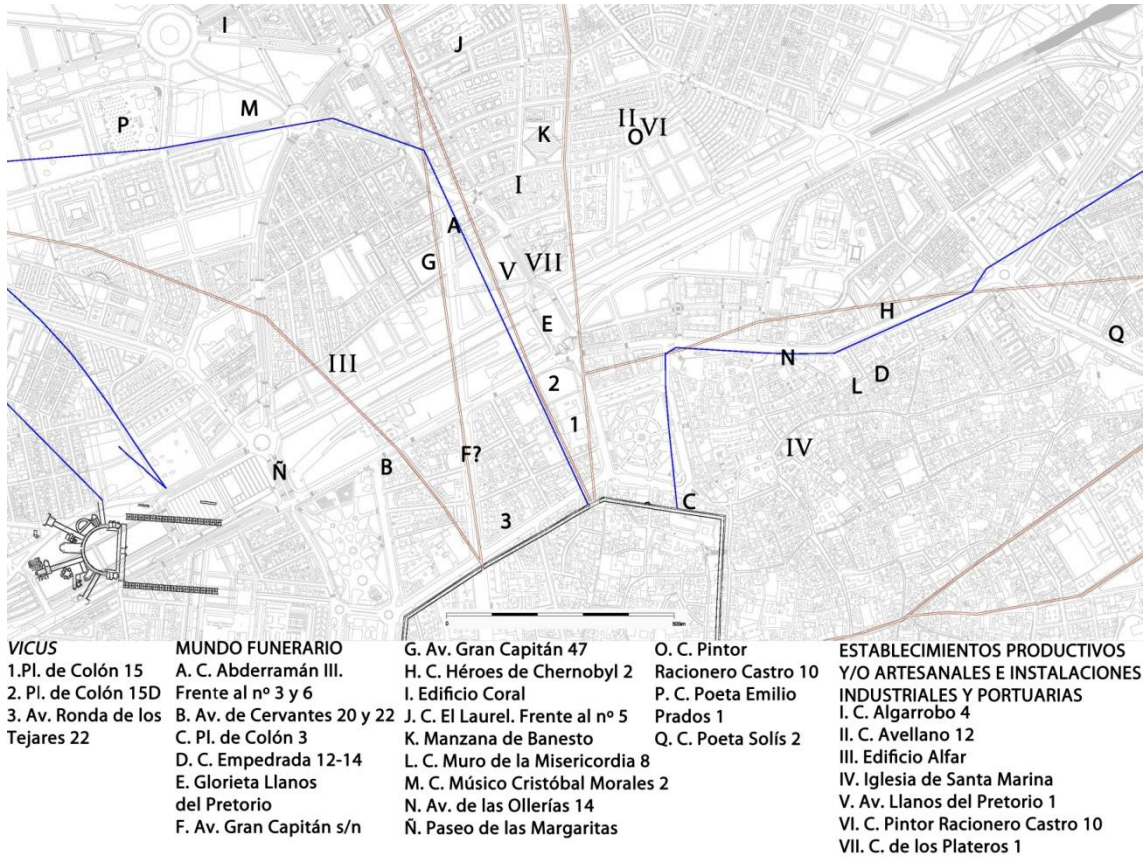 I
J
M
P
K
II
VI
O
I
A
G
V
VII
H
Q
E
N
III
2
L
D
1
F?
IV
B
Ñ
C
3
0
500m
VICUS
1.Pl. de Colón 15
2. Pl. de Colón 15D
3. Av. Ronda de los
Tejares 22
MUNDO FUNERARIO
A. C. Abderramán III.
Frente al nº 3 y 6
B. Av. de Cervantes 20 y 22
C. Pl. de Colón 3
D. C. Empedrada 12-14
E. Glorieta Llanos
del Pretorio
F. Av. Gran Capitán s/n
G. Av. Gran Capitán 47
H. C. Héroes de Chernobyl 2
I. Edificio Coral
J. C. El Laurel. Frente al nº 5
K. Manzana de Banesto
L. C. Muro de la Misericordia 8
M. C. Músico Cristóbal Morales 2
N. Av. de las Ollerías 14
Ñ. Paseo de las Margaritas
O. C. Pintor
Racionero Castro 10
P. C. Poeta Emilio
Prados 1
Q. C. Poeta Solís 2
ESTABLECIMIENTOS PRODUCTIVOS
Y/O ARTESANALES E INSTALACIONES
INDUSTRIALES Y PORTUARIAS
I. C. Algarrobo 4
II. C. Avellano 12
III. Edificio Alfar
IV. Iglesia de Santa Marina
V. Av. Llanos del Pretorio 1
VI. C. Pintor Racionero Castro 10
VII. C. de los Plateros 1